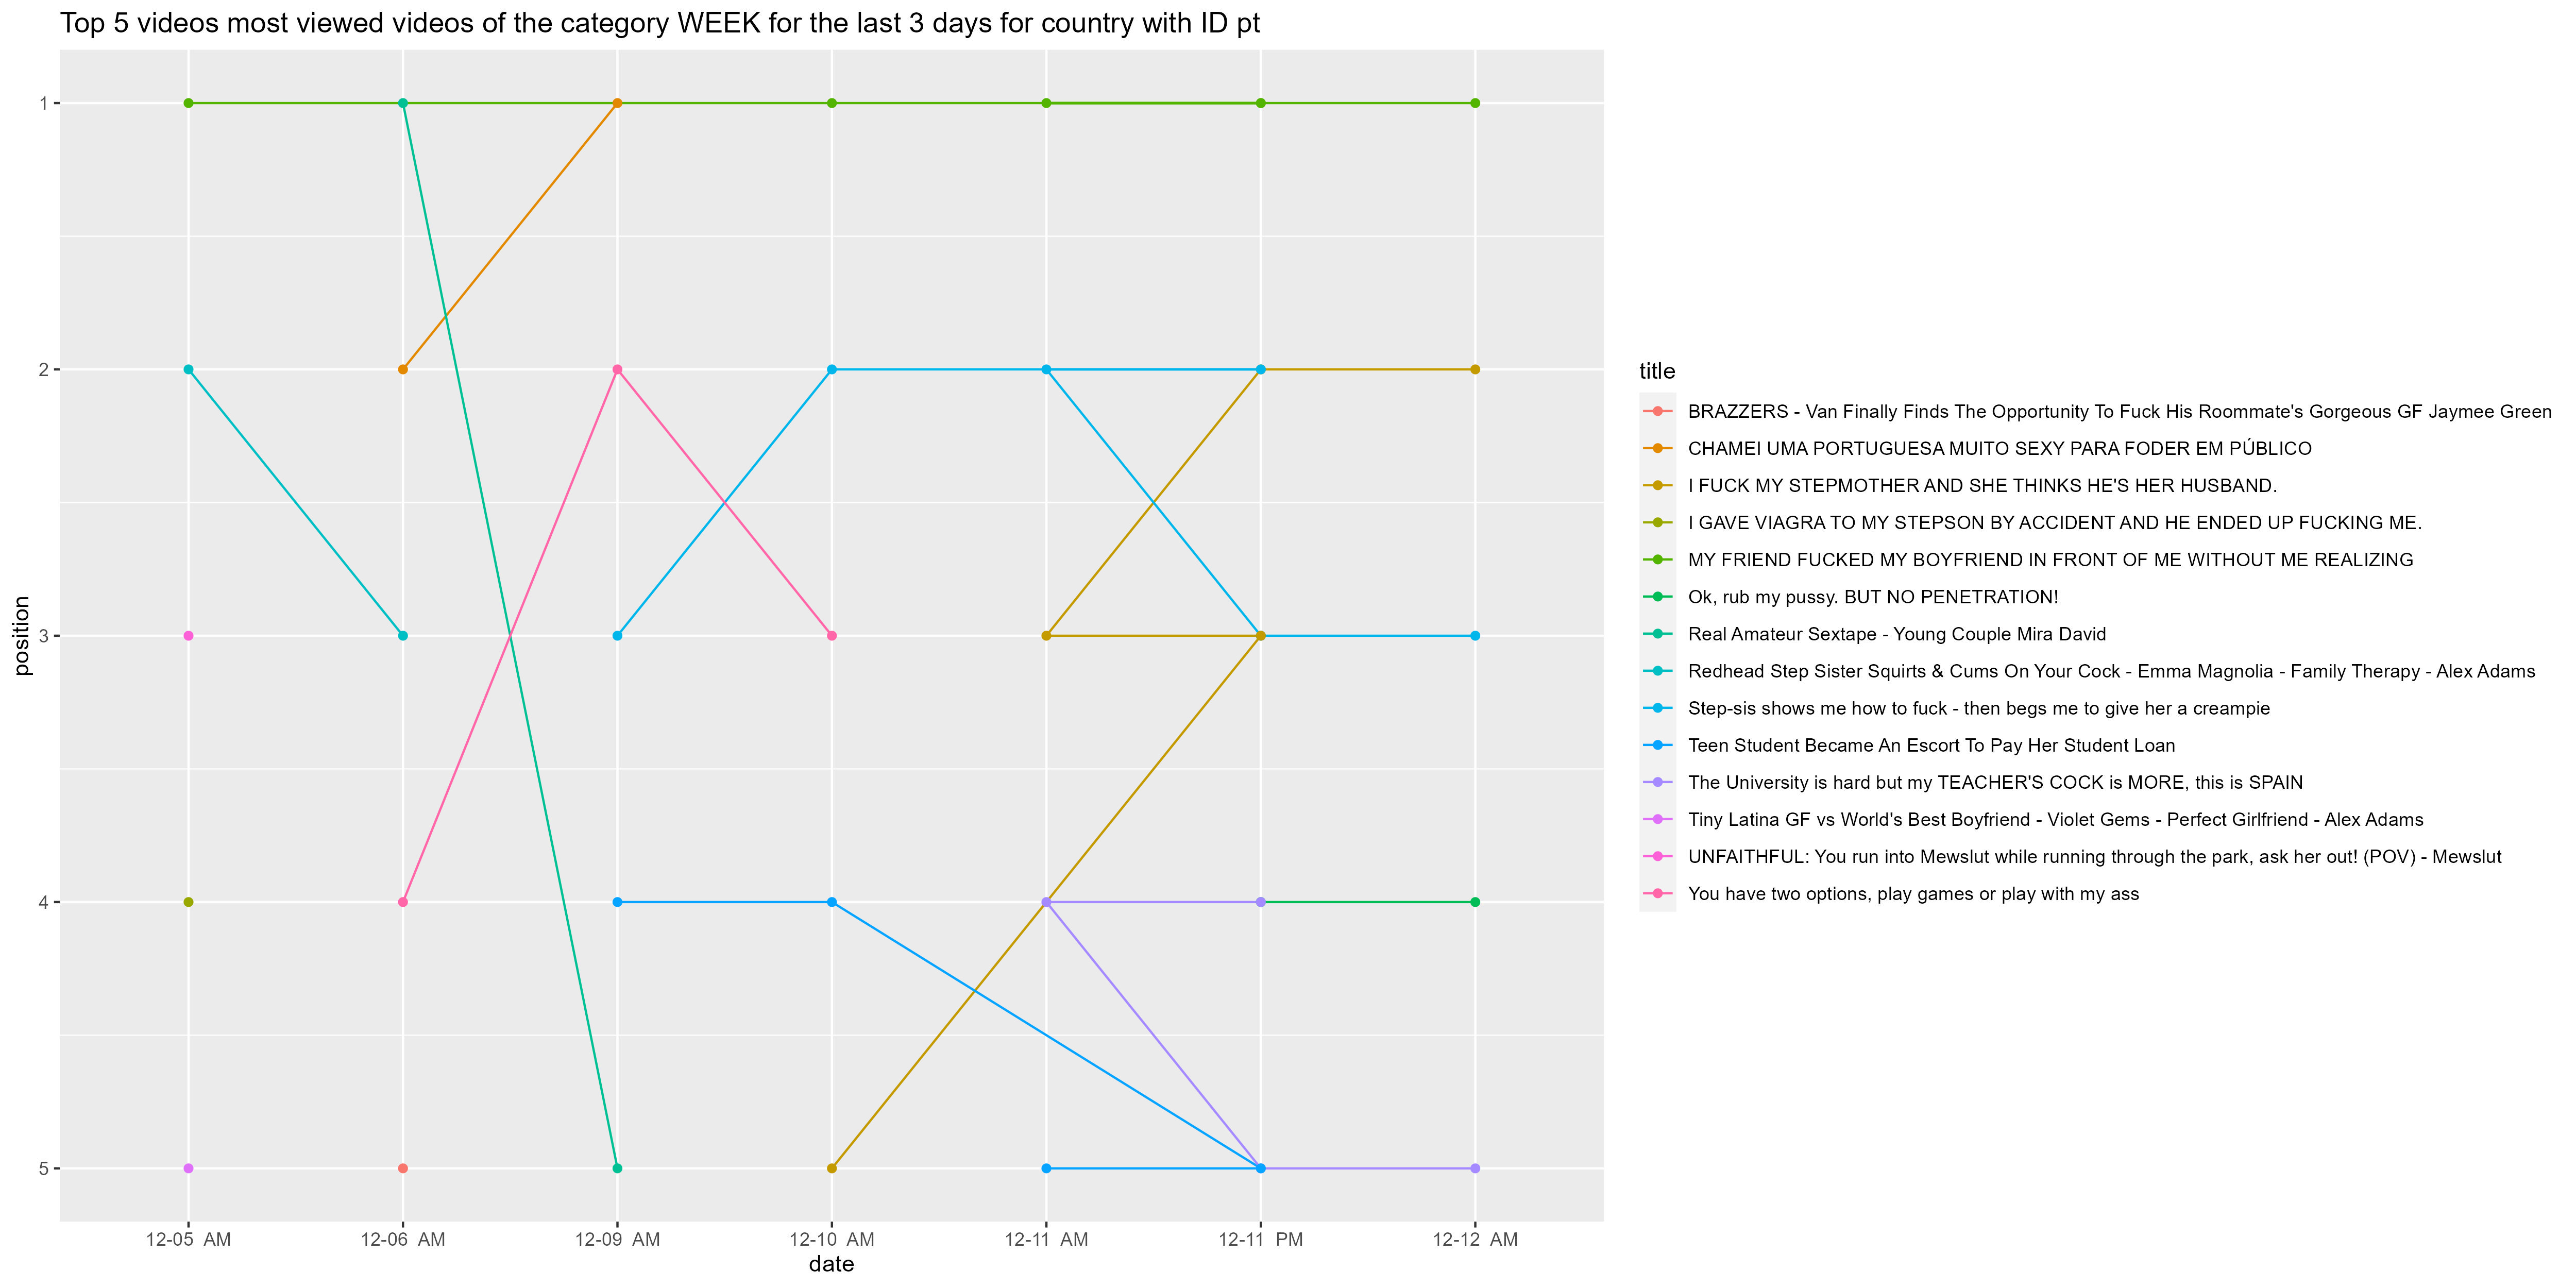 Top 5 videos most viewed videos of the category WEEK for the last 3 days for country with ID pt
position
1
2
3
4
5
12-05 AM
12-06 AM
12-09 AM
12-10 AM
12-11 AM
12-11 PM
12-12 AM
date
title
BRAZZERS - Van Finally Finds The Opportunity To Fuck His Roommate's Gorgeous GF Jaymee Green
CHAMEI UMA PORTUGUESA MUITO SEXY PARA FODER EM PÚBLICO
I FUCK MY STEPMOTHER AND SHE THINKS HE'S HER HUSBAND.
I GAVE VIAGRA TO MY STEPSON BY ACCIDENT AND HE ENDED UP FUCKING ME.
MY FRIEND FUCKED MY BOYFRIEND IN FRONT OF ME WITHOUT ME REALIZING
Ok, rub my pussy. BUT NO PENETRATION!
Real Amateur Sextape - Young Couple Mira David
Redhead Step Sister Squirts & Cums On Your Cock - Emma Magnolia - Family Therapy - Alex Adams
Step-sis shows me how to fuck - then begs me to give her a creampie
Teen Student Became An Escort To Pay Her Student Loan
The University is hard but my TEACHER'S COCK is MORE, this is SPAIN
Tiny Latina GF vs World's Best Boyfriend - Violet Gems - Perfect Girlfriend - Alex Adams
UNFAITHFUL: You run into Mewslut while running through the park, ask her out! (POV) - Mewslut
You have two options, play games or play with my ass